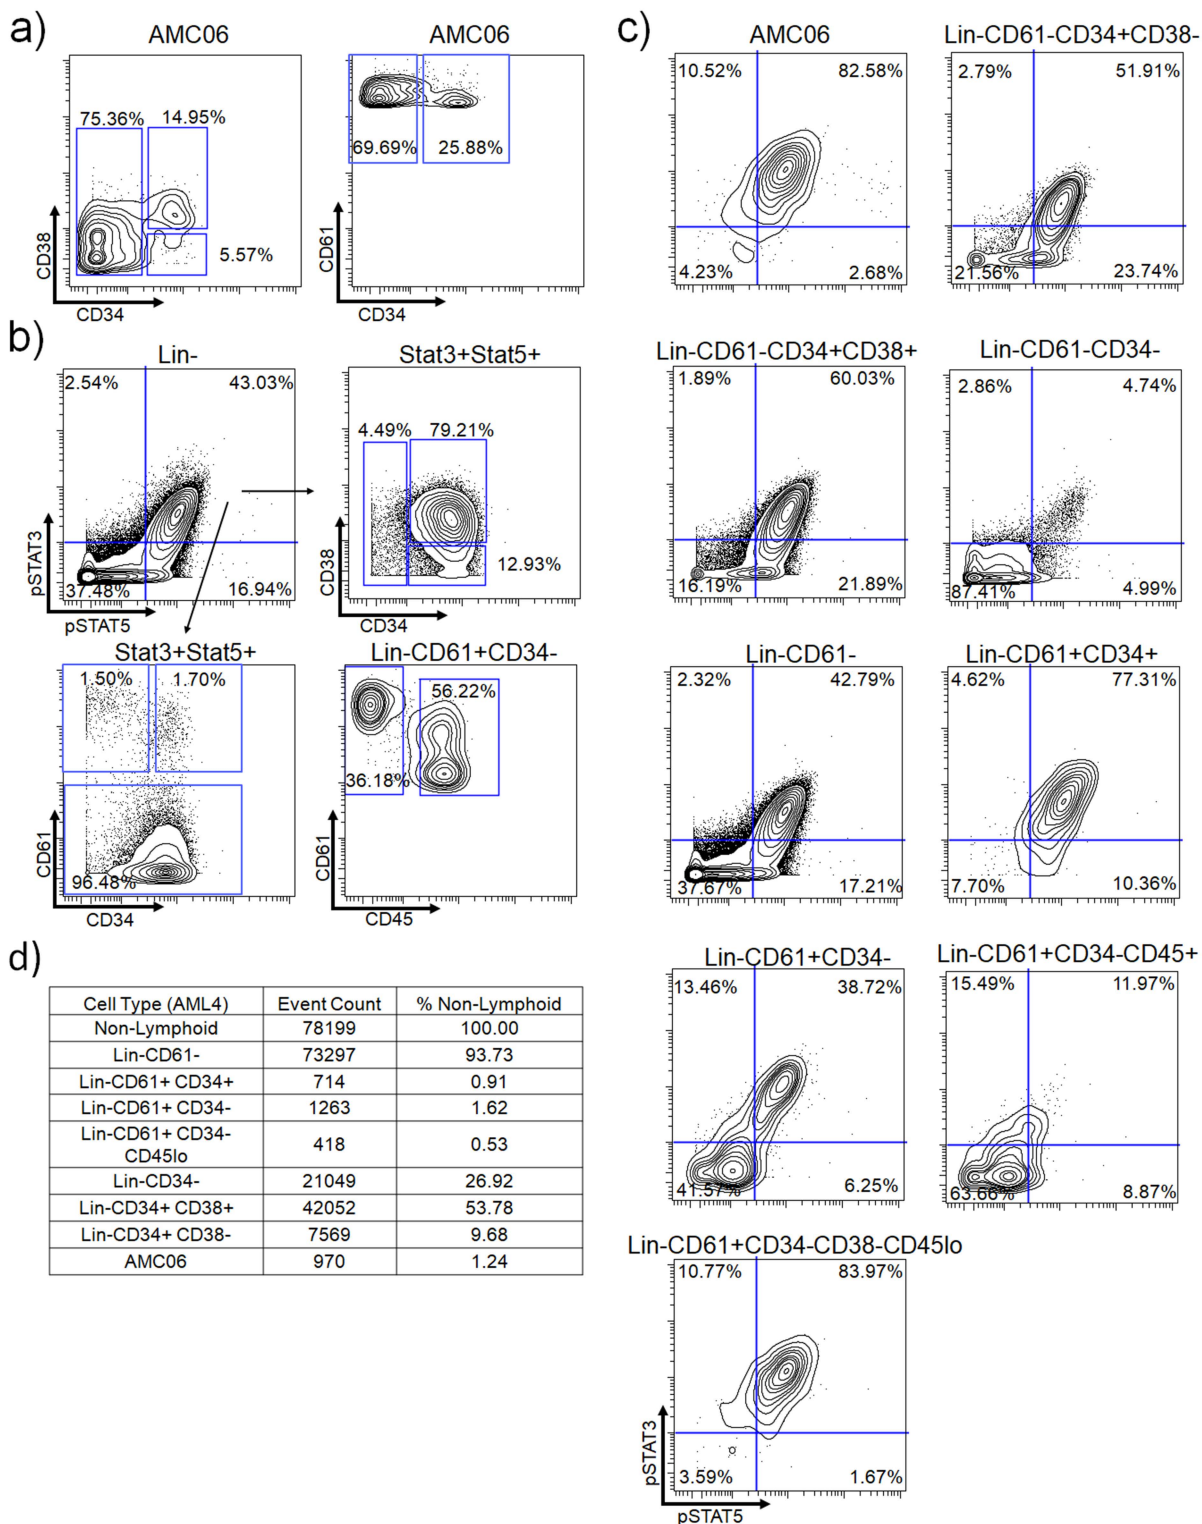 a)
AMC06
75.36%
14.95%
5.57%
CD38
CD34
AMC06
69.69%
25.88%
CD61
CD34
b)
Lin-
2.54%
43.03%
37.48%
16.94%
pSTAT3
pSTAT5
Stat3+Stat5+
4.49%
79.21%
12.93%
CD38
CD34
Stat3+Stat5+
1.50%
1.70%
96.48%
CD61
CD34
Lin-CD61+CD34-
56.22%
36.18%
CD61
CD45
c)
AMC06
10.52%
82.58%
4.23%
2.68%
Lin-CD61-CD34+CD38-
2.79%
51.91%
21.56%
23.74%
Lin-CD61-CD34+CD38+
1.89%
60.03%
16.19%
21.89%
Lin-CD61-CD34-
2.86%
4.74%
87.41%
4.99%
Lin-CD61-
2.32%
42.79%
37.67%
17.21%
Lin-CD61+CD34+
4.62%
77.31%
7.70%
10.36%
Lin-CD61+CD34-
13.46%
38.72%
41.57%
6.25%
Lin-CD61+CD34-CD45+
15.49%
11.97%
63.66%
8.87%
Lin-CD61+CD34-CD38-CD45lo
10.77%
83.97%
3.59%
1.67%
pSTAT3
pSTAT5
d)
Cell Type (AML4) Event Count % Non-Lymphoid
Non-Lymphoid 78199 100.00
Lin-CD61- 73297 93.73
Lin-CD61+ CD34+ 714 0.91
Lin-CD61+ CD34- 1263 1.62
Lin-CD61+ CD34-
CD45lo 418 0.53
Lin-CD34- 21049 26.92
Lin-CD34+ CD38+ 42052 53.78
Lin-CD34+ CD38- 7569 9.68
AMC06 970 1.24